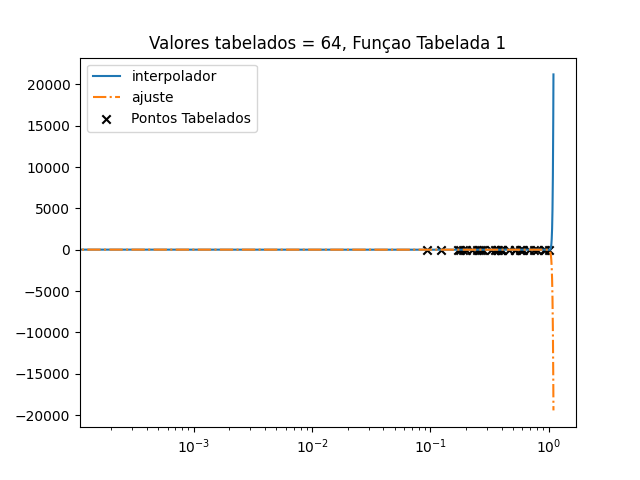 Valores tabelados = 64, Funçao Tabelada 1
interpolador
ajuste
Pontos Tabelados
20000
15000
10000
5000
0
−5000
−10000
−15000
−20000
10⁻³ 10⁻² 10⁻¹ 10⁰